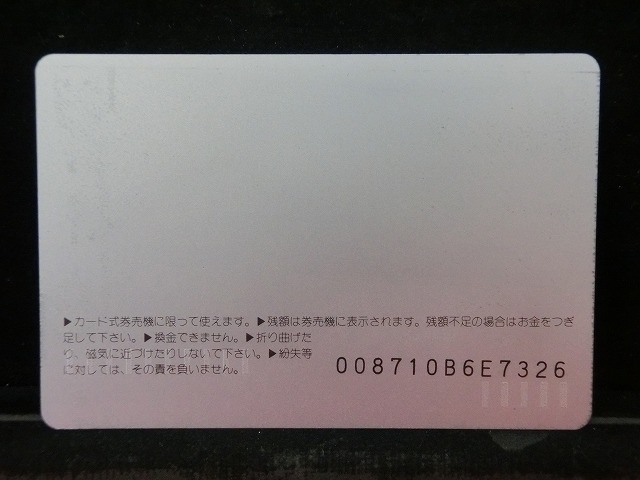 ▶カード式券売機に限って使えます。▶残額は券売機に表示されます。残額不足の場合はお金をつぎ
足して下さい。▶換金できません。▶折り曲げた
り、磁気に近づけたりしないで下さい。▶紛失等
に対しては、その責を負いません。
008710B6E7326